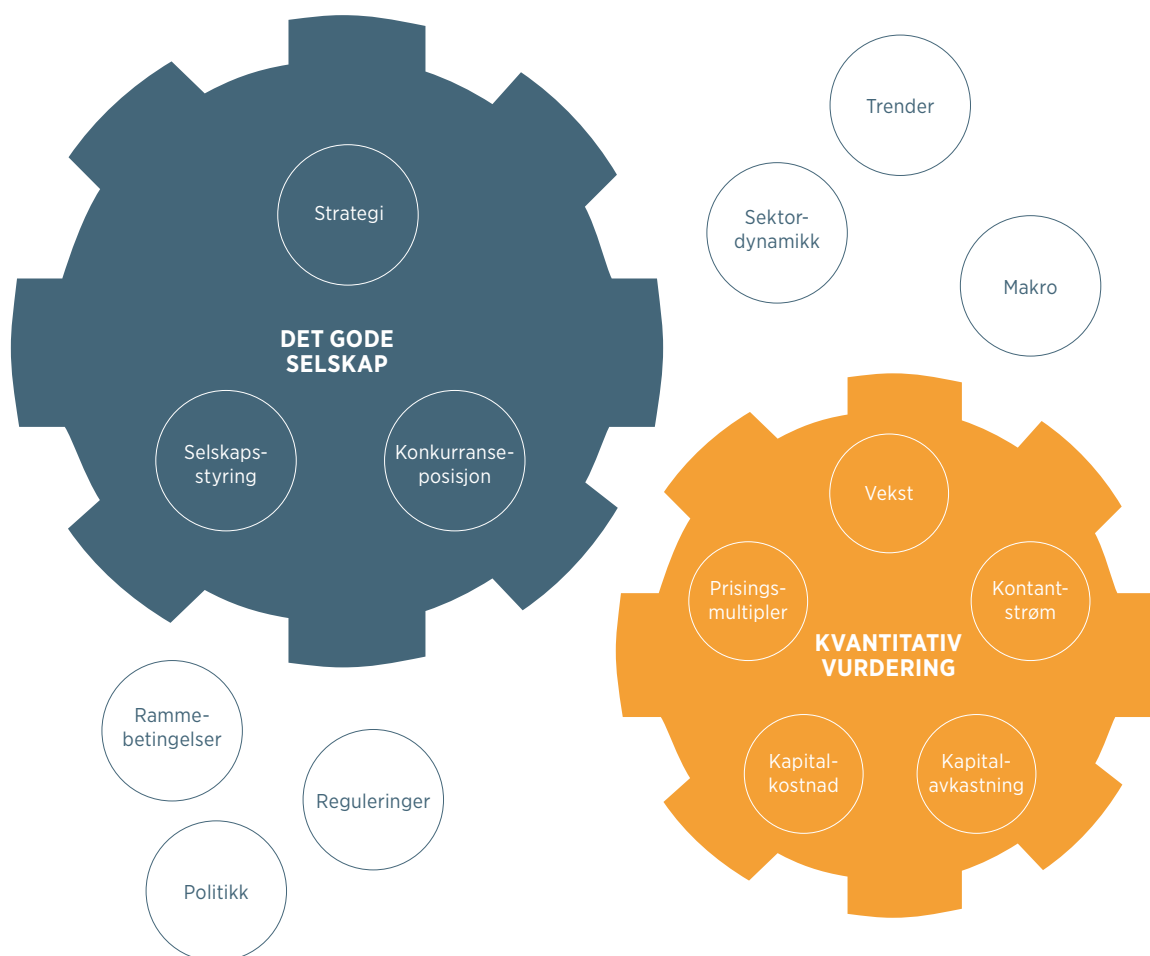 Strategi
DET GODE
SELSKAP
Selskaps-
styring
Konkurranse-
posisjon
Trender
Sektor-
dynamikk
Makro
Vekst
Prisings-
multipler
Kontant-
strøm
KVANTITATIV
VURDERING
Kapital-
kostnad
Kapital-
avkastning
Ramme-
betingelser
Reguleringer
Politikk